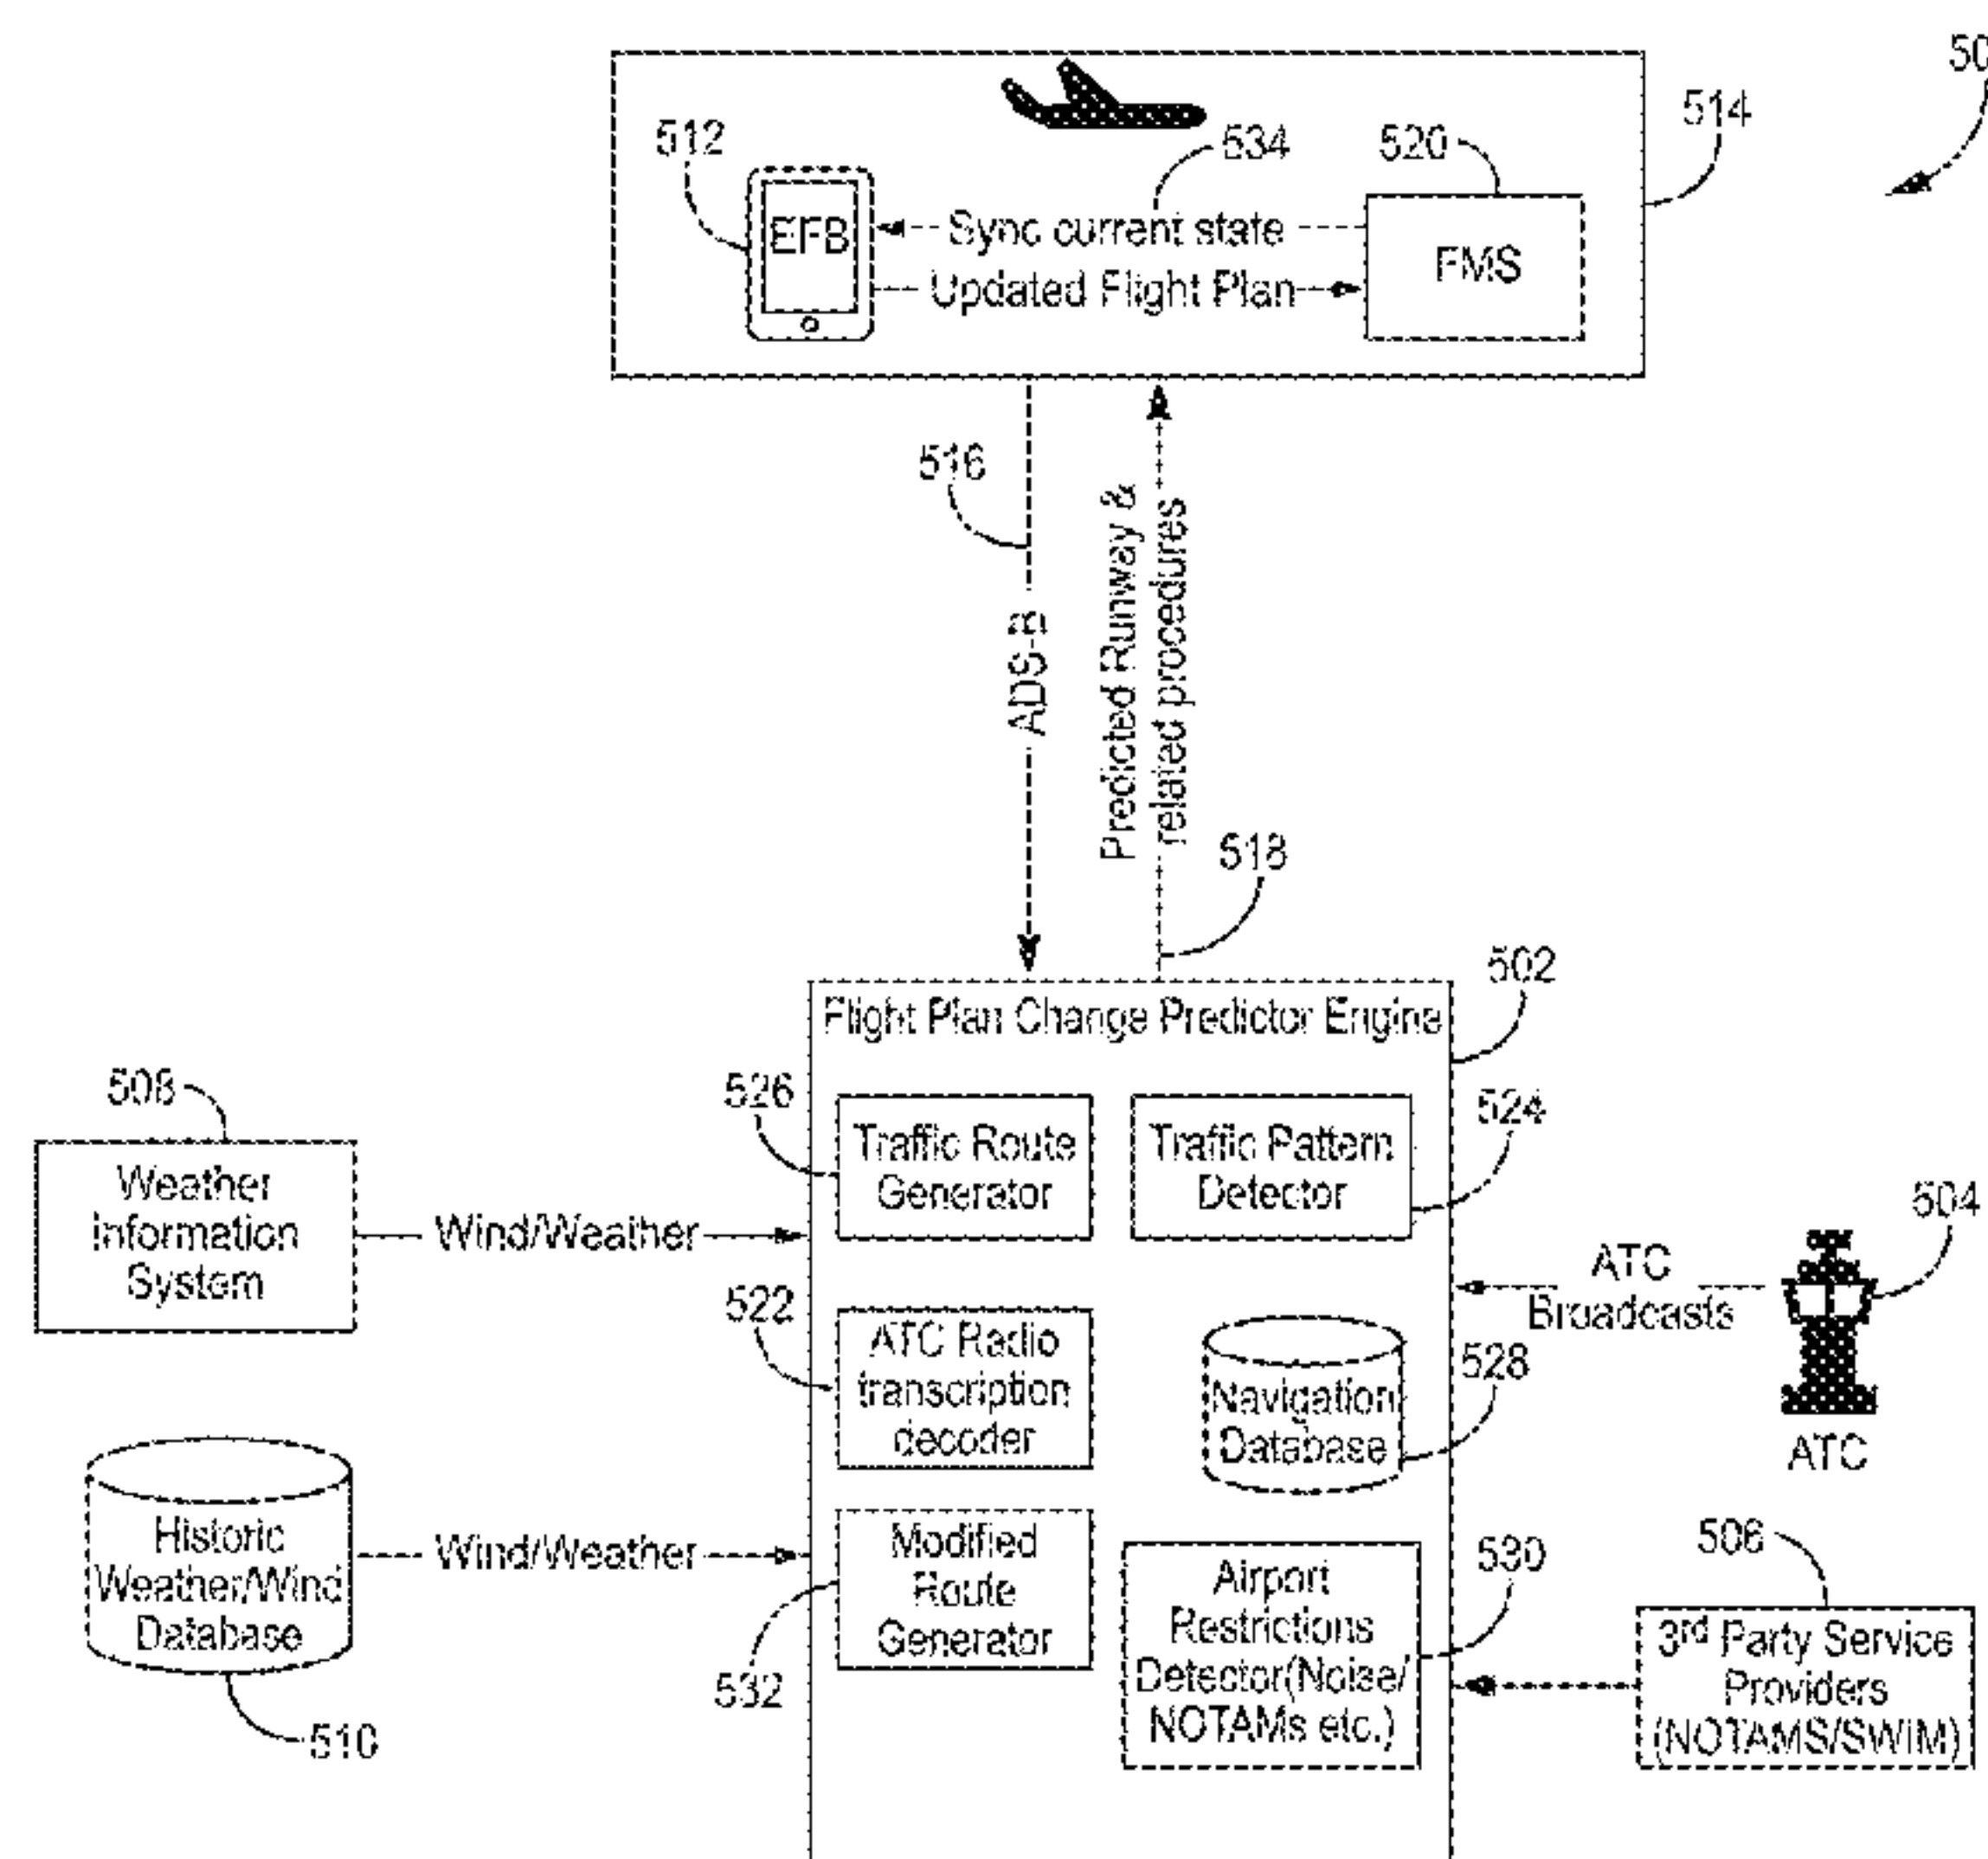 50
514
512
534
520
EFB
Sync current state
FMS
Updated Flight Plan
516
ADS-B
Predicted Runway &
related procedures
518
502
Flight Plan Change Predictor Engine
508
526
524
Weather
Information
System
Wind/Weather
Traffic Route
Generator
Traffic Pattern
Detector
504
ATC
Broadcasts
522
ATC Radio
transcription
decoder
528
Navigation
Database
ATC
Historic
Weather/Wind
Database
Wind/Weather
Modified
Route
Generator
532
530
Airport
Restrictions
Detector(Noise/
NOTAMs etc.)
506
3rd Party Service
Providers
(NOTAMS/SWIM)
510